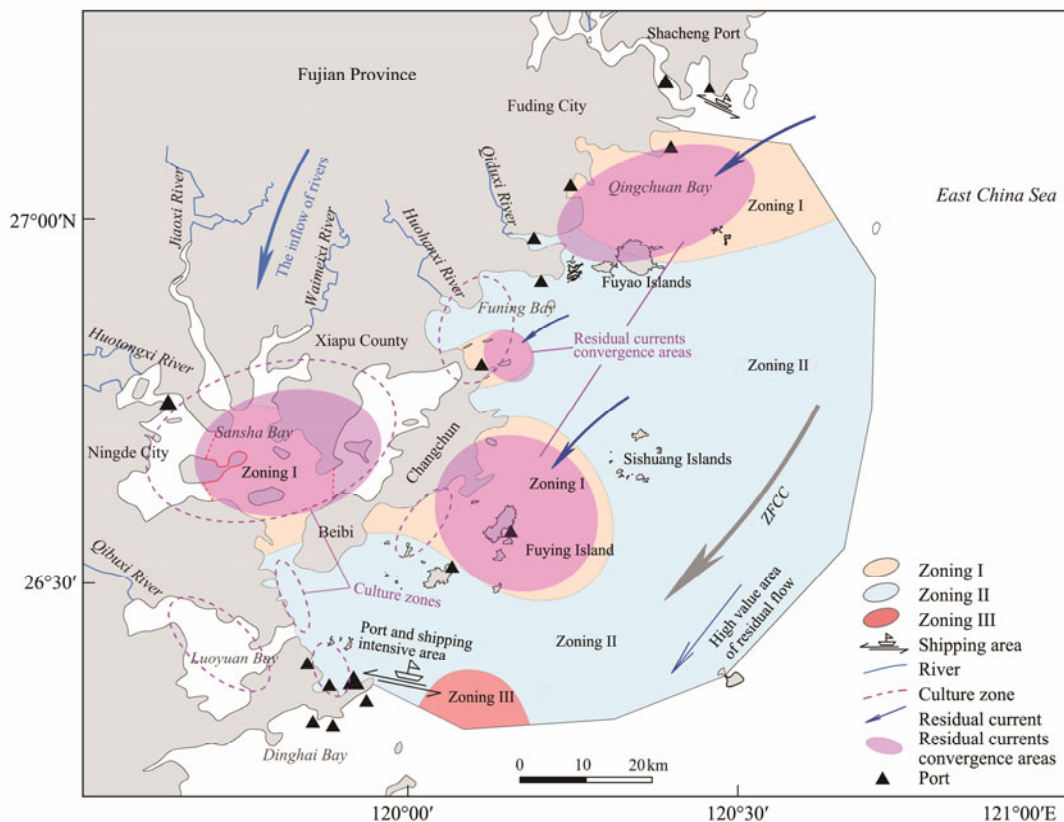 Shacheng Port
Fujian Province
Fuding City
Qiduxi River
Qingchuan Bay
East China Sea
Jiaoxi River
The inflow of rivers
Waimeixi River
Huohanxi River
27°00′N
Zoning I
Fuyao Islands
Funing Bay
Huotongxi River
Xiapu County
Residual currents
convergence areas
Zoning II
Sansha Bay
Ningde City
Zoning I
Changchun
Sishuang Islands
Zoning I
ZFCC
Beibi
Fuying Island
Qibuxi River
26°30′
Culture zones
High value area
of residual flow
Port and shipping
intensive area
Zoning II
Luoyuan Bay
Zoning III
Dinghai Bay
Zoning I
Zoning II
Zoning III
Shipping area
River
Culture zone
Residual current
Residual currents
convergence areas
Port
0 10 20 km
120°00′ 120°30′ 121°00′E